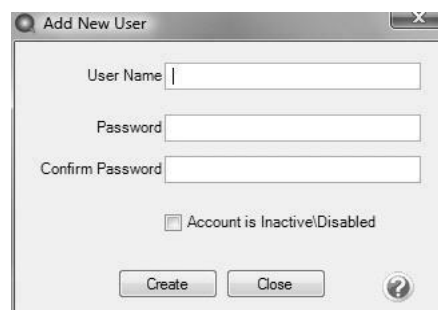 Add New User
User Name
Password
Confirm Password
Account is Inactive\Disabled
Create Close